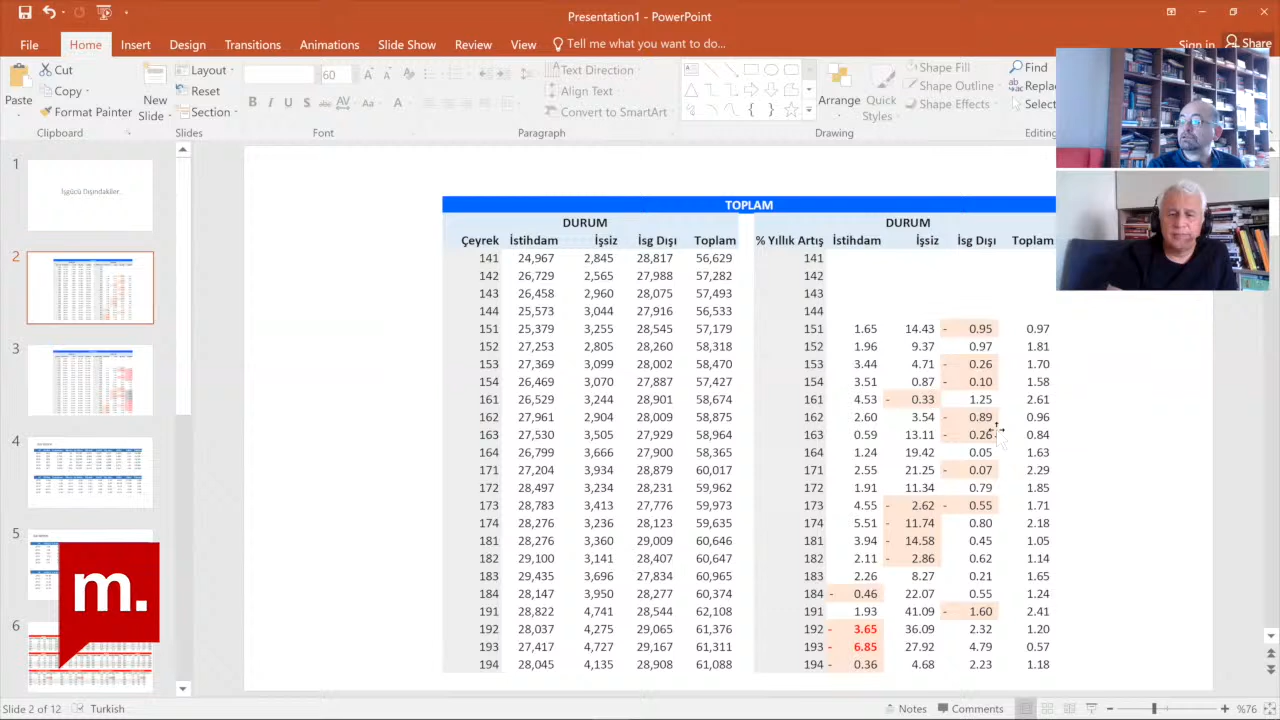 Presentation1 - PowerPoint
File Home Insert Design Transitions Animations Slide Show Review View Tell me what you want to do... Sign in Share
Paste
Cut
Copy
Format Painter
Clipboard
New
Slide
Layout
Reset
Section
Slides
60
Font
Text Direction
Align Text
Convert to SmartArt
Paragraph
Arrange
Quick
Styles
Shape Fill
Shape Outline
Shape Effects
Drawing
Find
Replac
Select
Editing
1
İşgücü Dışındakiler...
2
3
4
5
6
m.
TOPLAM
DURUM DURUM
Çeyrek İstihdam İşsiz İsg Dışı Toplam % Yıllık Artış İstihdam İşsiz İsg Dışı Toplam
141 24,967 2,845 28,817 56,629 141
142 26,729 2,565 27,988 57,282 142
143 26,458 2,960 28,075 57,493 143
144 25,573 3,044 27,916 56,533 144
151 25,379 3,255 28,545 57,179 151 1.65 14.43 - 0.95 0.97
152 27,253 2,805 28,260 58,318 152 1.96 9.37 0.97 1.81
153 27,369 3,099 28,002 58,470 153 3.44 4.71 - 0.26 1.70
154 26,469 3,070 27,887 57,427 154 3.51 0.87 - 0.10 1.58
161 26,529 3,244 28,901 58,674 161 4.53 - 0.33 1.25 2.61
162 27,961 2,904 28,009 58,875 162 2.60 3.54 - 0.89 0.96
163 27,530 3,505 27,929 58,964 163 0.59 13.11 - 0.26 0.84
164 26,799 3,666 27,900 58,365 164 1.24 19.42 0.05 1.63
171 27,204 3,934 28,879 60,017 171 2.55 21.25 - 0.07 2.29
172 28,497 3,234 28,231 59,962 172 1.91 11.34 0.79 1.85
173 28,783 3,413 27,776 59,973 173 4.55 - 2.62 - 0.55 1.71
174 28,276 3,236 28,123 59,635 174 5.51 - 11.74 0.80 2.18
181 28,276 3,360 29,009 60,646 181 3.94 - 14.58 0.45 1.05
182 29,100 3,141 28,407 60,647 182 2.11 - 2.86 0.62 1.14
183 29,435 3,696 27,834 60,965 183 2.26 8.27 0.21 1.65
184 28,147 3,950 28,277 60,374 184 - 0.46 22.07 0.55 1.24
191 28,822 4,741 28,544 62,108 191 1.93 41.09 - 1.60 2.41
192 28,037 4,275 29,065 61,376 192 - 3.65 36.09 2.32 1.20
193 27,417 4,727 29,167 61,311 193 - 6.85 27.92 4.79 0.57
194 28,045 4,135 28,908 61,088 194 - 0.36 4.68 2.23 1.18
Slide 2 of 12 Turkish Notes Comments %76